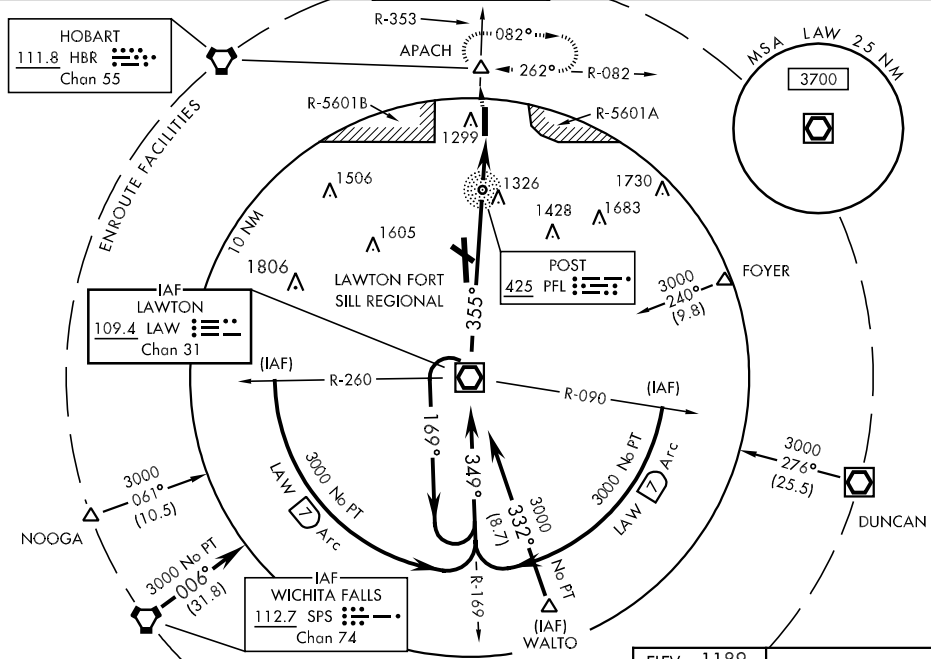 HOBART
111.8 HBR
Chan 55
R-353
082°
APACH
262°
R-082
MSA LAW 25 NM
3700
R-5601B
R-5601A
1299
ENROUTE FACILITIES
10 NM
1506
1326
1730
1428
1683
1605
1806
LAWTON FORT
SILL REGIONAL
355°
POST
425 PFL
FOYER
3000
240°
(9.8)
IAF
LAWTON
109.4 LAW
Chan 31
(IAF)
R-260
R-090
(IAF)
169°
349°
3000 No PT
LAW 7 Arc
3000 No PT
LAW 7 Arc
3000
332°
(8.7)
No PT
3000
276°
(25.5)
DUNCAN
3000
061°
(10.5)
NOOGA
3000 No PT
006°
(31.8)
IAF
WICHITA FALLS
112.7 SPS
Chan 74
R-169
(IAF)
WALTO
ELEV 1189